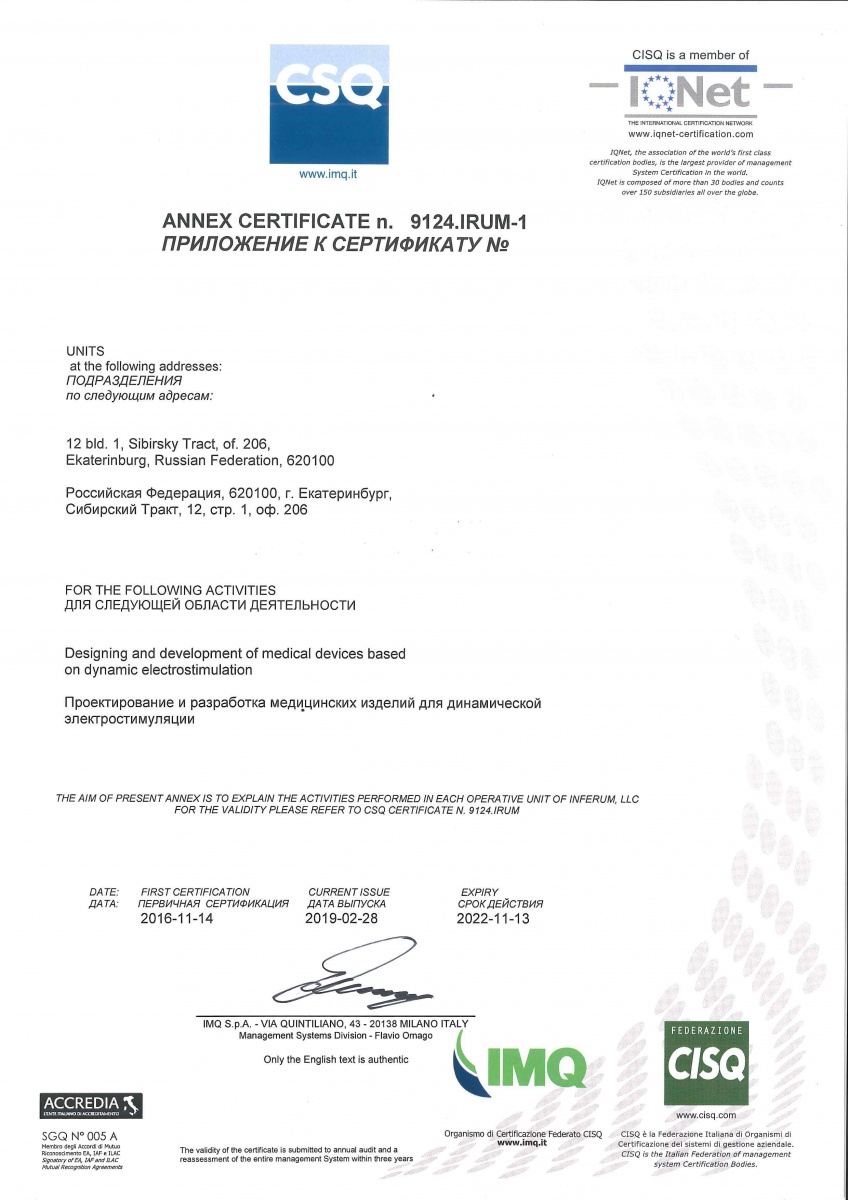 CSQ
www.imq.it
CISQ is a member of
IQNet
THE INTERNATIONAL CERTIFICATION NETWORK
www.iqnet-certification.com
IQNet, the association of the world's first class
certification bodies, is the largest provider of management
System Certification in the world.
IQNet is composed of more than 30 bodies and counts
over 150 subsidiaries all over the globe.
ANNEX CERTIFICATE n. 9124.IRUM-1
ПРИЛОЖЕНИЕ К СЕРТИФИКАТУ №
UNITS
at the following addresses:
ПОДРАЗДЕЛЕНИЯ
по следующим адресам:
12 bld. 1, Sibirsky Tract, of. 206,
Ekaterinburg, Russian Federation, 620100
Российская Федерация, 620100, г. Екатеринбург,
Сибирский Тракт, 12, стр. 1, оф. 206
FOR THE FOLLOWING ACTIVITIES
ДЛЯ СЛЕДУЮЩЕЙ ОБЛАСТИ ДЕЯТЕЛЬНОСТИ
Designing and development of medical devices based
on dynamic electrostimulation
Проектирование и разработка медицинских изделий для динамической
электростимуляции
THE AIM OF PRESENT ANNEX IS TO EXPLAIN THE ACTIVITIES PERFORMED IN EACH OPERATIVE UNIT OF INFERUM, LLC
FOR THE VALIDITY PLEASE REFER TO CSQ CERTIFICATE N. 9124.IRUM
DATE: FIRST CERTIFICATION CURRENT ISSUE EXPIRY
ДАТА: ПЕРВИЧНАЯ СЕРТИФИКАЦИЯ ДАТА ВЫПУСКА СРОК ДЕЙСТВИЯ
2016-11-14 2019-02-28 2022-11-13
IMQ S.p.A. - VIA QUINTILIANO, 43 - 20138 MILANO ITALY
Management Systems Division - Flavio Ornago
Only the English text is authentic
IMQ
FEDERAZIONE
CISQ
www.cisq.com
ACCREDIA
L'ENTE ITALIANO DI ACCREDITAMENTO
SGQ N° 005 A
Membro degli Accordi di Mutuo
Riconoscimento EA, IAF e ILAC
Signatory of EA, IAF and ILAC
Mutual Recognition Agreements
The validity of the certificate is submitted to annual audit and a
reassessment of the entire management System within three years
Organismo di Certificazione Federato CISQ
www.imq.it
CISQ è la Federazione Italiana di Organismi di
Certificazione dei sistemi di gestione aziendale.
CISQ is the Italian Federation of management
system Certification Bodies.